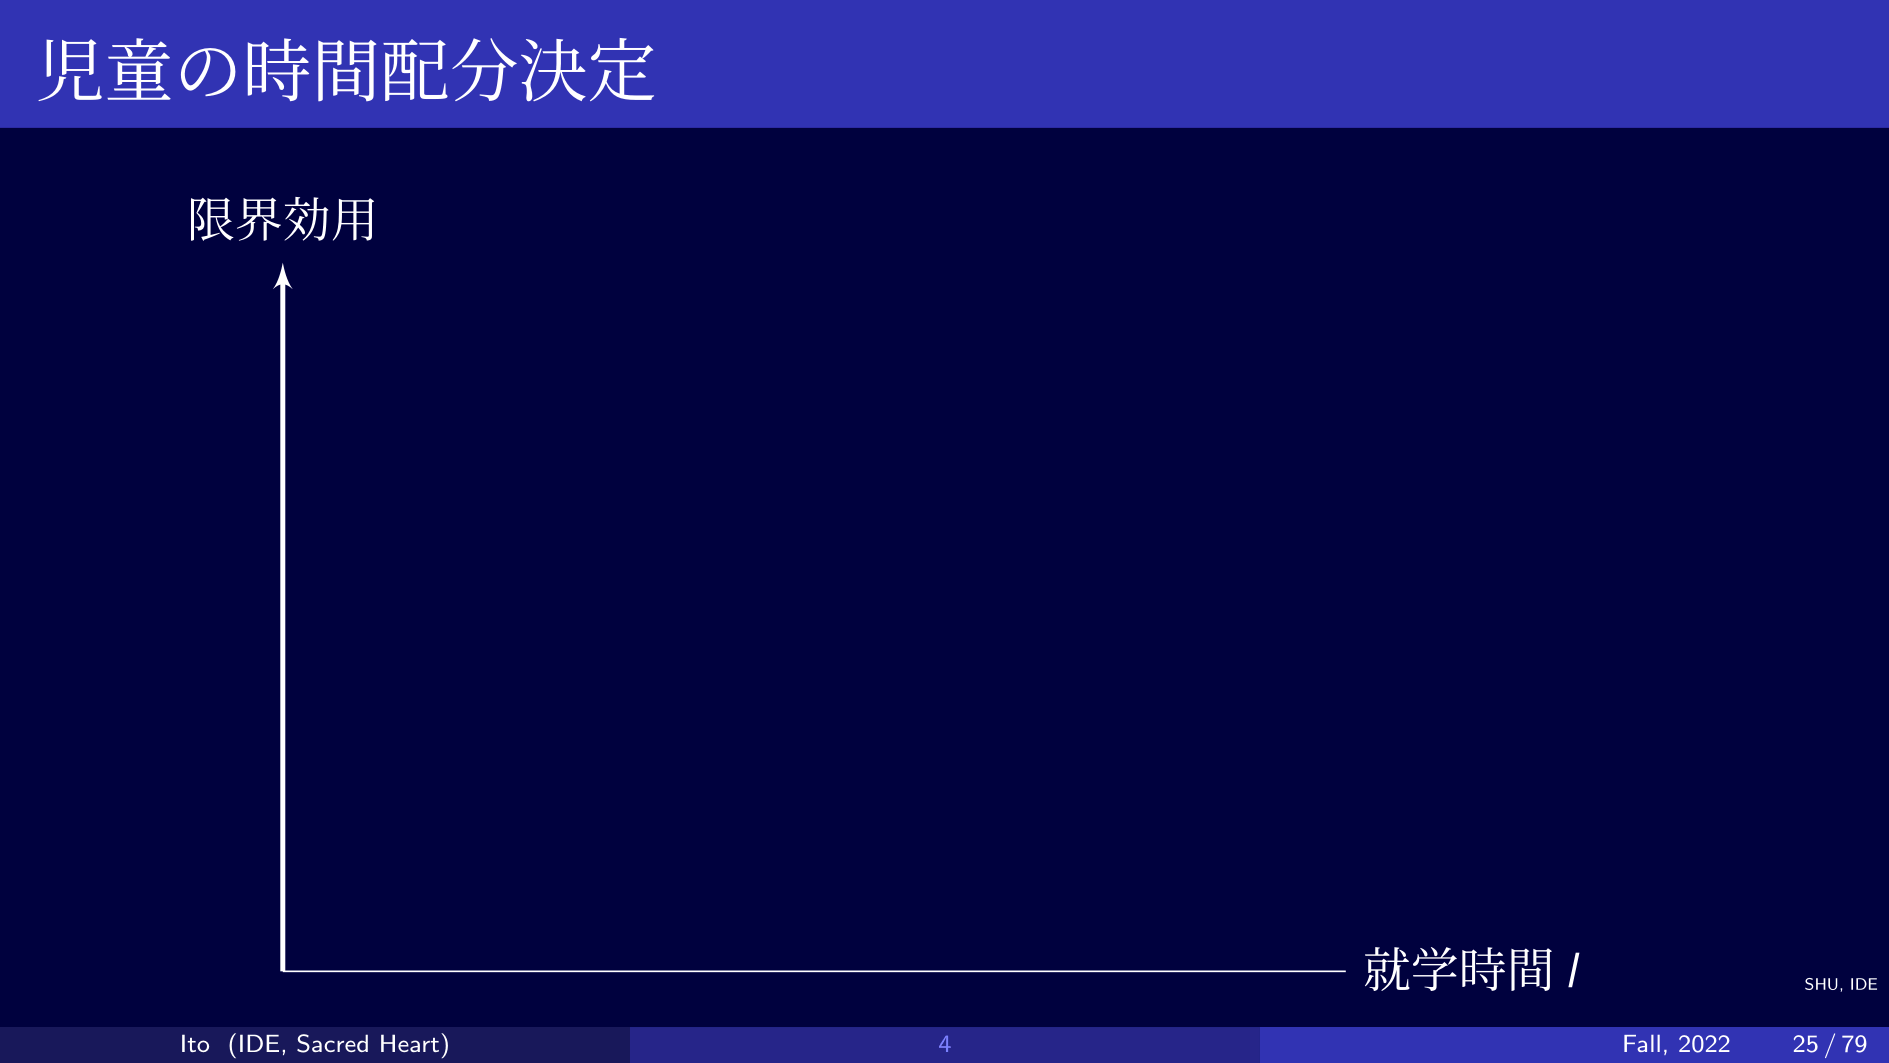 児童の時間配分決定
限界効用
就学時間 l
SHU, IDE
Ito (IDE, Sacred Heart)
4
Fall, 2022
25 / 79